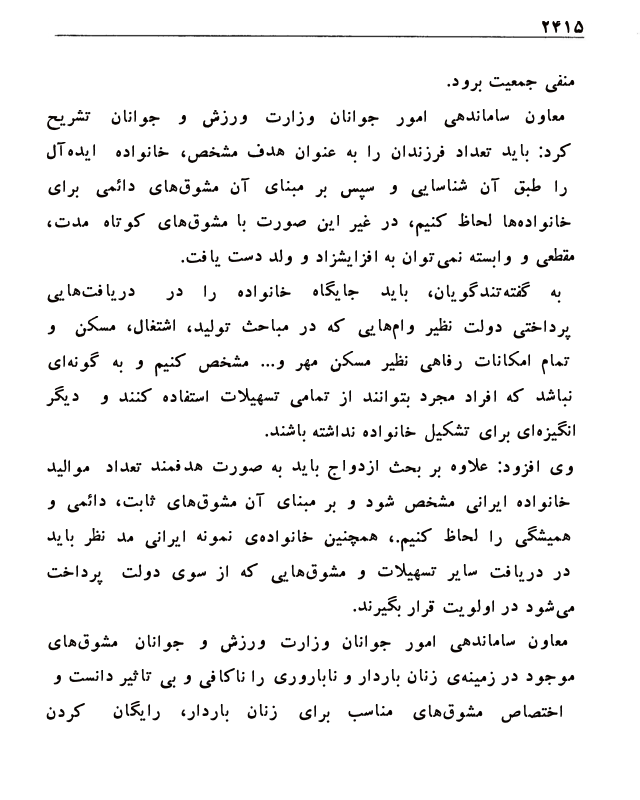 ۲۴۱۵
منفی جمعیت برود.
معاون ساماندهی امور جوانان وزارت ورزش و جوانان تشریح
کرد: باید تعداد فرزندان را به عنوان هدف مشخص، خانواده ایده‌آل
را طبق آن شناسایی و سپس بر مبنای آن مشوق‌های دائمی برای
خانواده‌ها لحاظ کنیم، در غیر این صورت با مشوق‌های کوتاه مدت،
مقطعی و وابسته نمی‌توان به افزایشزاد و ولد دست یافت.
به گفته‌تندگویان، باید جایگاه خانواده را در دریافت‌هایی
پرداختی دولت نظیر وام‌هایی که در مباحث تولید، اشتغال، مسکن و
تمام امکانات رفاهی نظیر مسکن مهر و... مشخص کنیم و به گونه‌ای
نباشد که افراد مجرد بتوانند از تمامی تسهیلات استفاده کنند و دیگر
انگیزه‌ای برای تشکیل خانواده نداشته باشند.
وی افزود: علاوه بر بحث ازدواج باید به صورت هدفمند تعداد موالید
خانواده ایرانی مشخص شود و بر مبنای آن مشوق‌های ثابت، دائمی و
همیشگی را لحاظ کنیم.، همچنین خانواده‌ی نمونه ایرانی مد نظر باید
در دریافت سایر تسهیلات و مشوق‌هایی که از سوی دولت پرداخت
می‌شود در اولویت قرار بگیرند.
معاون ساماندهی امور جوانان وزارت ورزش و جوانان مشوق‌های
موجود در زمینه‌ی زنان باردار و ناباروری را ناکافی و بی تاثیر دانست و
اختصاص مشوق‌های مناسب برای زنان باردار، رایگان کردن